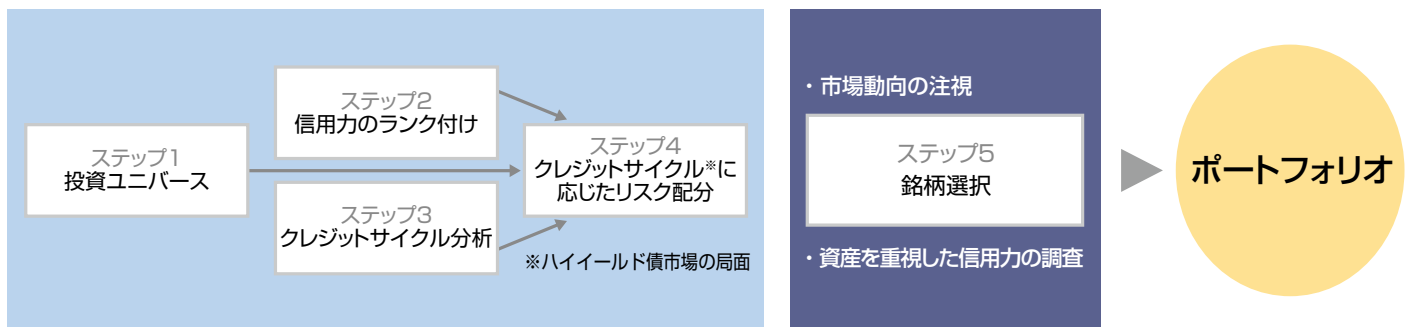 ステップ1
投資ユニバース
ステップ2
信用力のランク付け
ステップ3
クレジットサイクル分析
ステップ4
クレジットサイクル※に
応じたリスク配分
※ハイイールド債市場の局面
・市場動向の注視
ステップ5
銘柄選択
・資産を重視した信用力の調査
ポートフォリオ